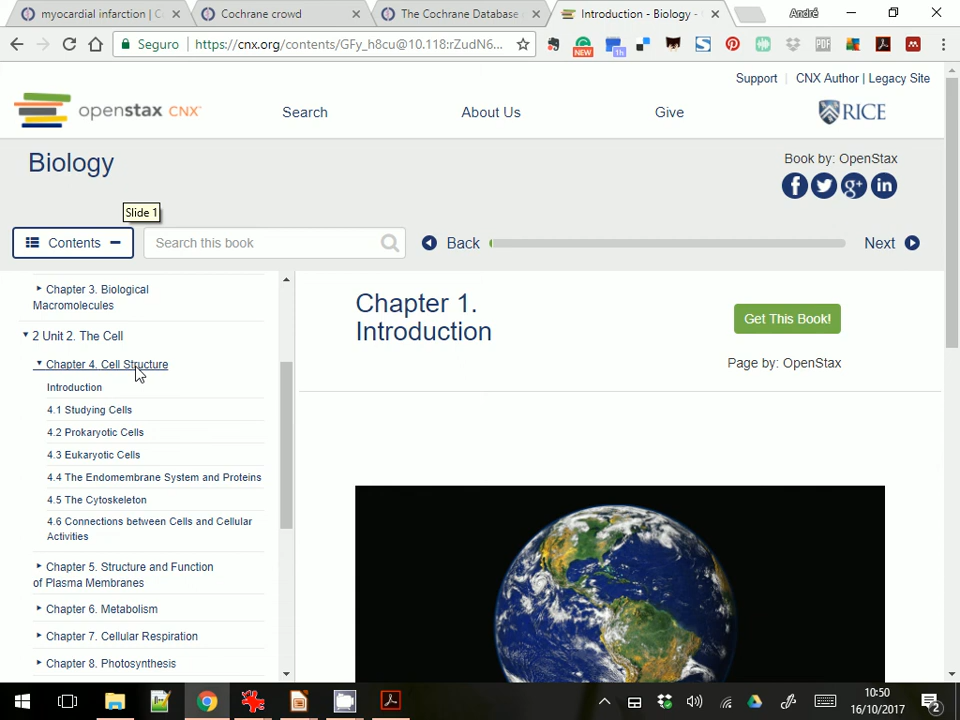 myocardial infarction | C
Cochrane crowd
The Cochrane Database
Introduction - Biology -
André
Seguro
https://cnx.org/contents/GFy_h8cu@10.118:rZudN6...
NEW
1h
PDF
Support
CNX Author | Legacy Site
openstax CNX
Search
About Us
Give
RICE
Biology
Book by: OpenStax
Slide 1
Contents
Search this book
Back
Next
Chapter 3. Biological
Macromolecules
2 Unit 2. The Cell
Chapter 4. Cell Structure
Introduction
4.1 Studying Cells
4.2 Prokaryotic Cells
4.3 Eukaryotic Cells
4.4 The Endomembrane System and Proteins
4.5 The Cytoskeleton
4.6 Connections between Cells and Cellular
Activities
Chapter 5. Structure and Function
of Plasma Membranes
Chapter 6. Metabolism
Chapter 7. Cellular Respiration
Chapter 8. Photosynthesis
Chapter 1.
Introduction
Get This Book!
Page by: OpenStax
10:50
16/10/2017
2